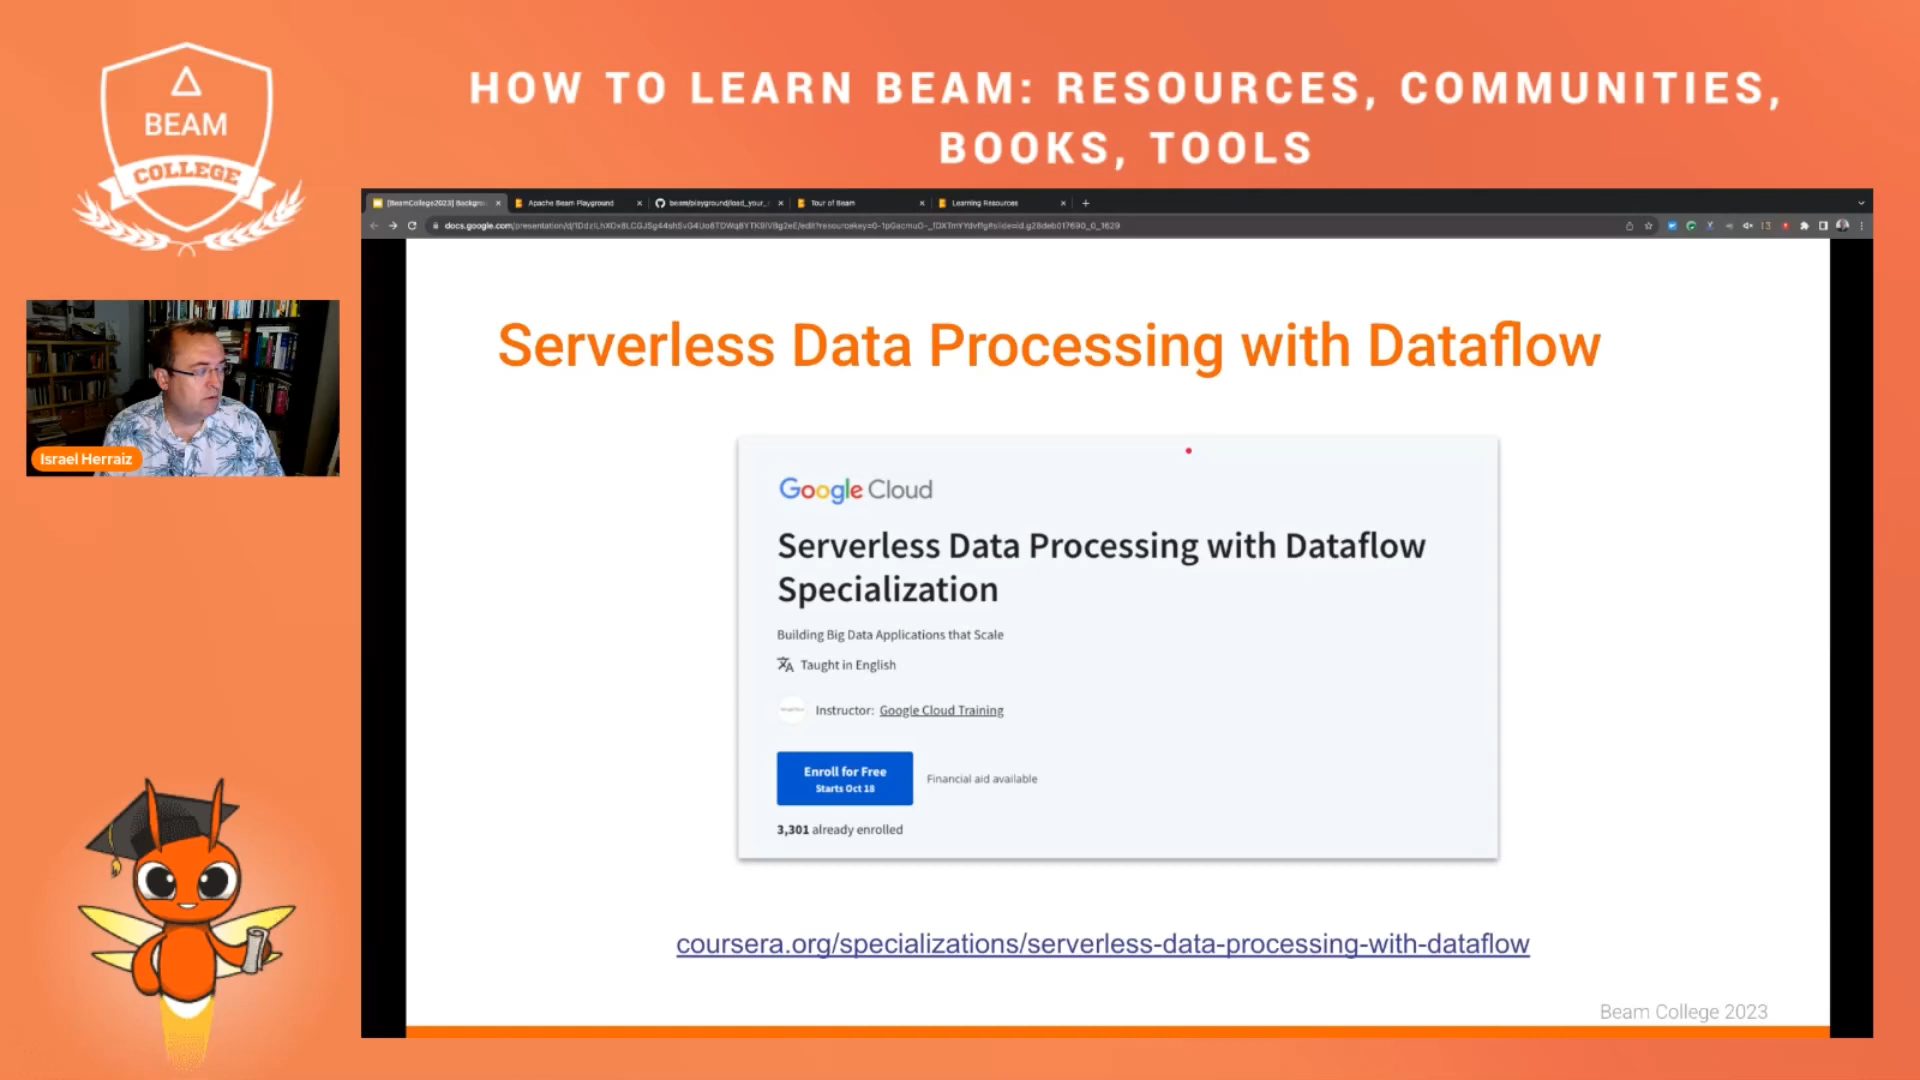 BEAM
COLLEGE
HOW TO LEARN BEAM: RESOURCES, COMMUNITIES,
BOOKS, TOOLS
Apache Beam Playground
Tour of Beam
Learning Resources
Israel Herraiz
Serverless Data Processing with Dataflow
Google Cloud
Serverless Data Processing with Dataflow
Specialization
Building Big Data Applications that Scale
Taught in English
Instructor: Google Cloud Training
Enroll for Free
Starts Oct 18
Financial aid available
3,301 already enrolled
coursera.org/specializations/serverless-data-processing-with-dataflow
Beam College 2023